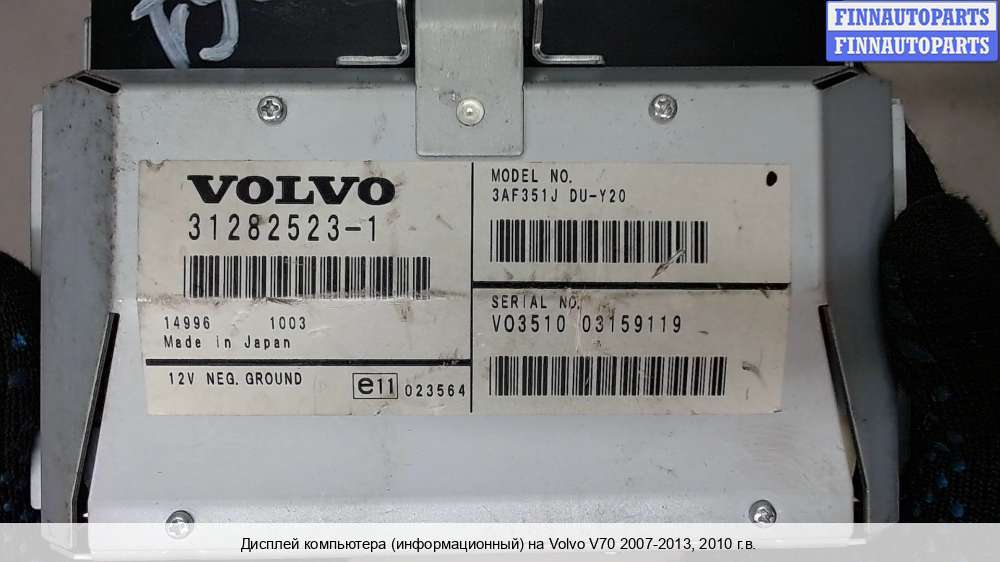 FINNAUTOPARTS
FINNAUTOPARTS
VOLVO
31282523-1
14996 1003
Made in Japan
12V NEG. GROUND
e11 023564
MODEL NO.
3AF351J DU-Y20
SERIAL NO.
VO3510 03159119
Дисплей компьютера (информационный) на Volvo V70 2007-2013, 2010 г.в.